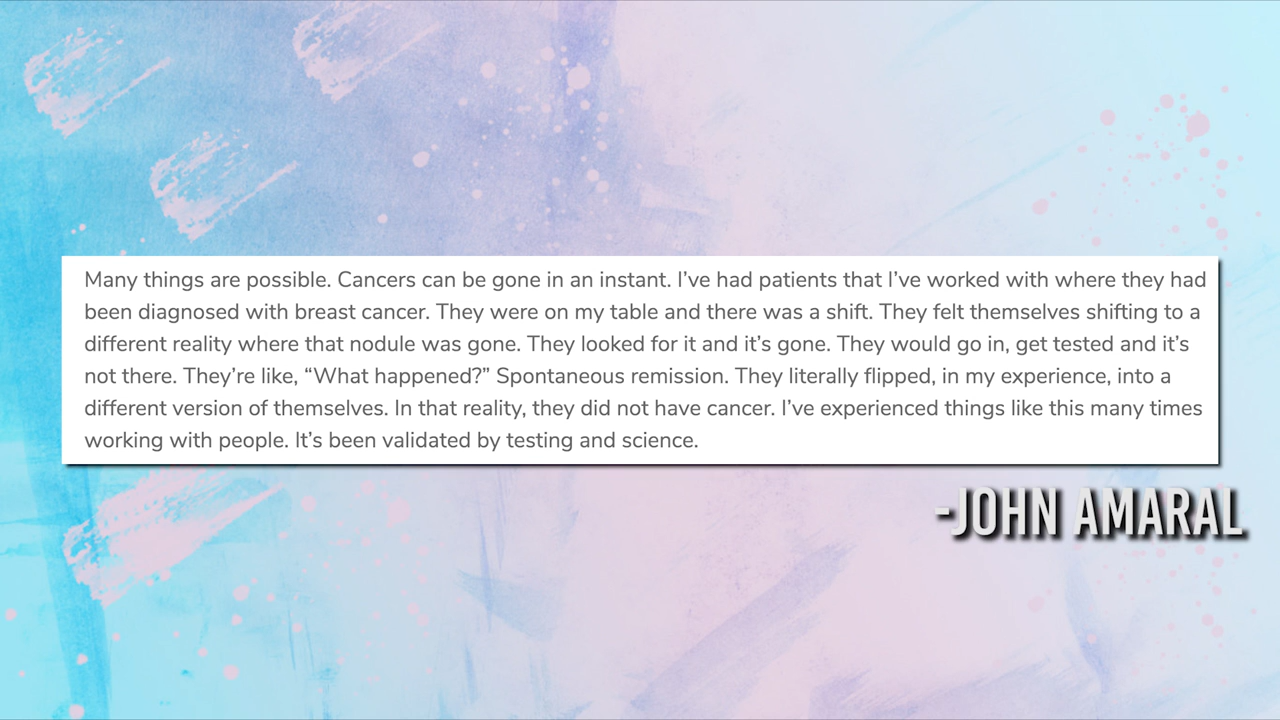 Many things are possible. Cancers can be gone in an instant. I’ve had patients that I’ve worked with where they had
been diagnosed with breast cancer. They were on my table and there was a shift. They felt themselves shifting to a
different reality where that nodule was gone. They looked for it and it’s gone. They would go in, get tested and it’s
not there. They’re like, “What happened?” Spontaneous remission. They literally flipped, in my experience, into a
different version of themselves. In that reality, they did not have cancer. I’ve experienced things like this many times
working with people. It’s been validated by testing and science.
-JOHN AMARAL